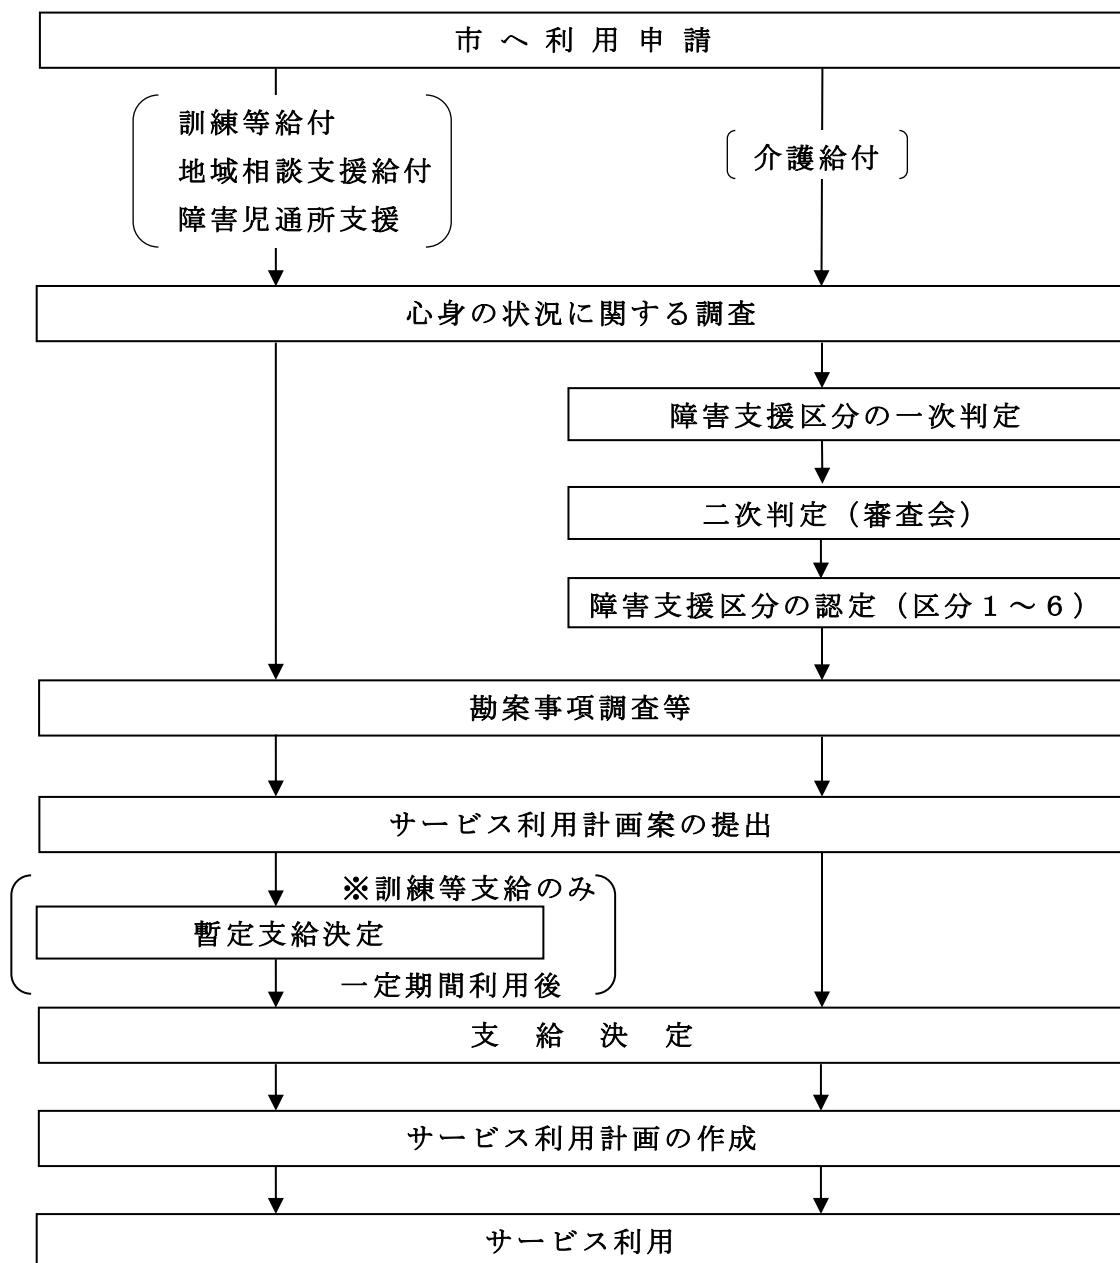 市へ利用申請
訓練等給付
地域相談支援給付
障害児通所支援
介護給付
心身の状況に関する調査
障害支援区分の一次判定
二次判定（審査会）
障害支援区分の認定（区分１～６）
勘案事項調査等
サービス利用計画案の提出
※訓練等支給のみ
暫定支給決定
一定期間利用後
支給決定
サービス利用計画の作成
サービス利用